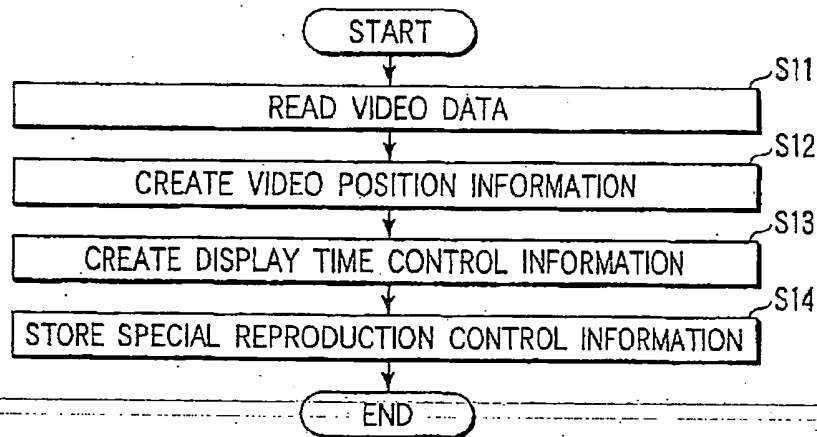 START
S11
READ VIDEO DATA
S12
CREATE VIDEO POSITION INFORMATION
S13
CREATE DISPLAY TIME CONTROL INFORMATION
S14
STORE SPECIAL REPRODUCTION CONTROL INFORMATION
END